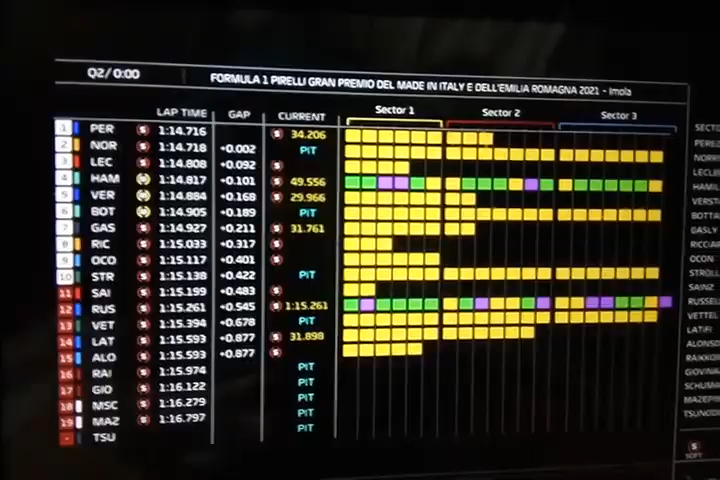 Q2/0:00 FORMULA 1 PIRELLI GRAN PREMIO DEL MADE IN ITALY E DELL'EMILIA ROMAGNA 2021 - Imola
LAP TIME GAP CURRENT Sector 1 Sector 2 Sector 3
1 PER S 1:14.716 S 34.206
2 NOR S 1:14.718 +0.002 PIT
3 LEC S 1:14.808 +0.092 S
4 HAM M 1:14.817 +0.101 S 49.556
5 VER M 1:14.884 +0.168 S 29.966
6 BOT M 1:14.905 +0.189 PIT
7 GAS S 1:14.927 +0.211 S 31.761
8 RIC S 1:15.033 +0.317 S
9 OCO S 1:15.117 +0.401 S
10 STR S 1:15.138 +0.422 PIT
11 SAI S 1:15.199 +0.483 S
12 RUS S 1:15.261 +0.545 S 1:15.261
13 VET S 1:15.394 +0.678 PIT
14 LAT S 1:15.593 +0.877 S 31.898
15 ALO S 1:15.593 +0.877 S
16 RAI S 1:15.974 PIT
17 GIO S 1:16.122 PIT
18 MSC S 1:16.279 PIT
19 MAZ S 1:16.797 PIT
- TSU PIT
SECT
PEREZ
NORR
LECLE
HAMIL
VERST
BOTTA
GASLY
RICCIAR
OCON
STROLL
SAINZ
RUSSEL
VETTEL
LATIFI
ALONSO
RAIKKO
GIOVINA
SCHUMA
MAZEPIN
TSUNOD
S
SOFT